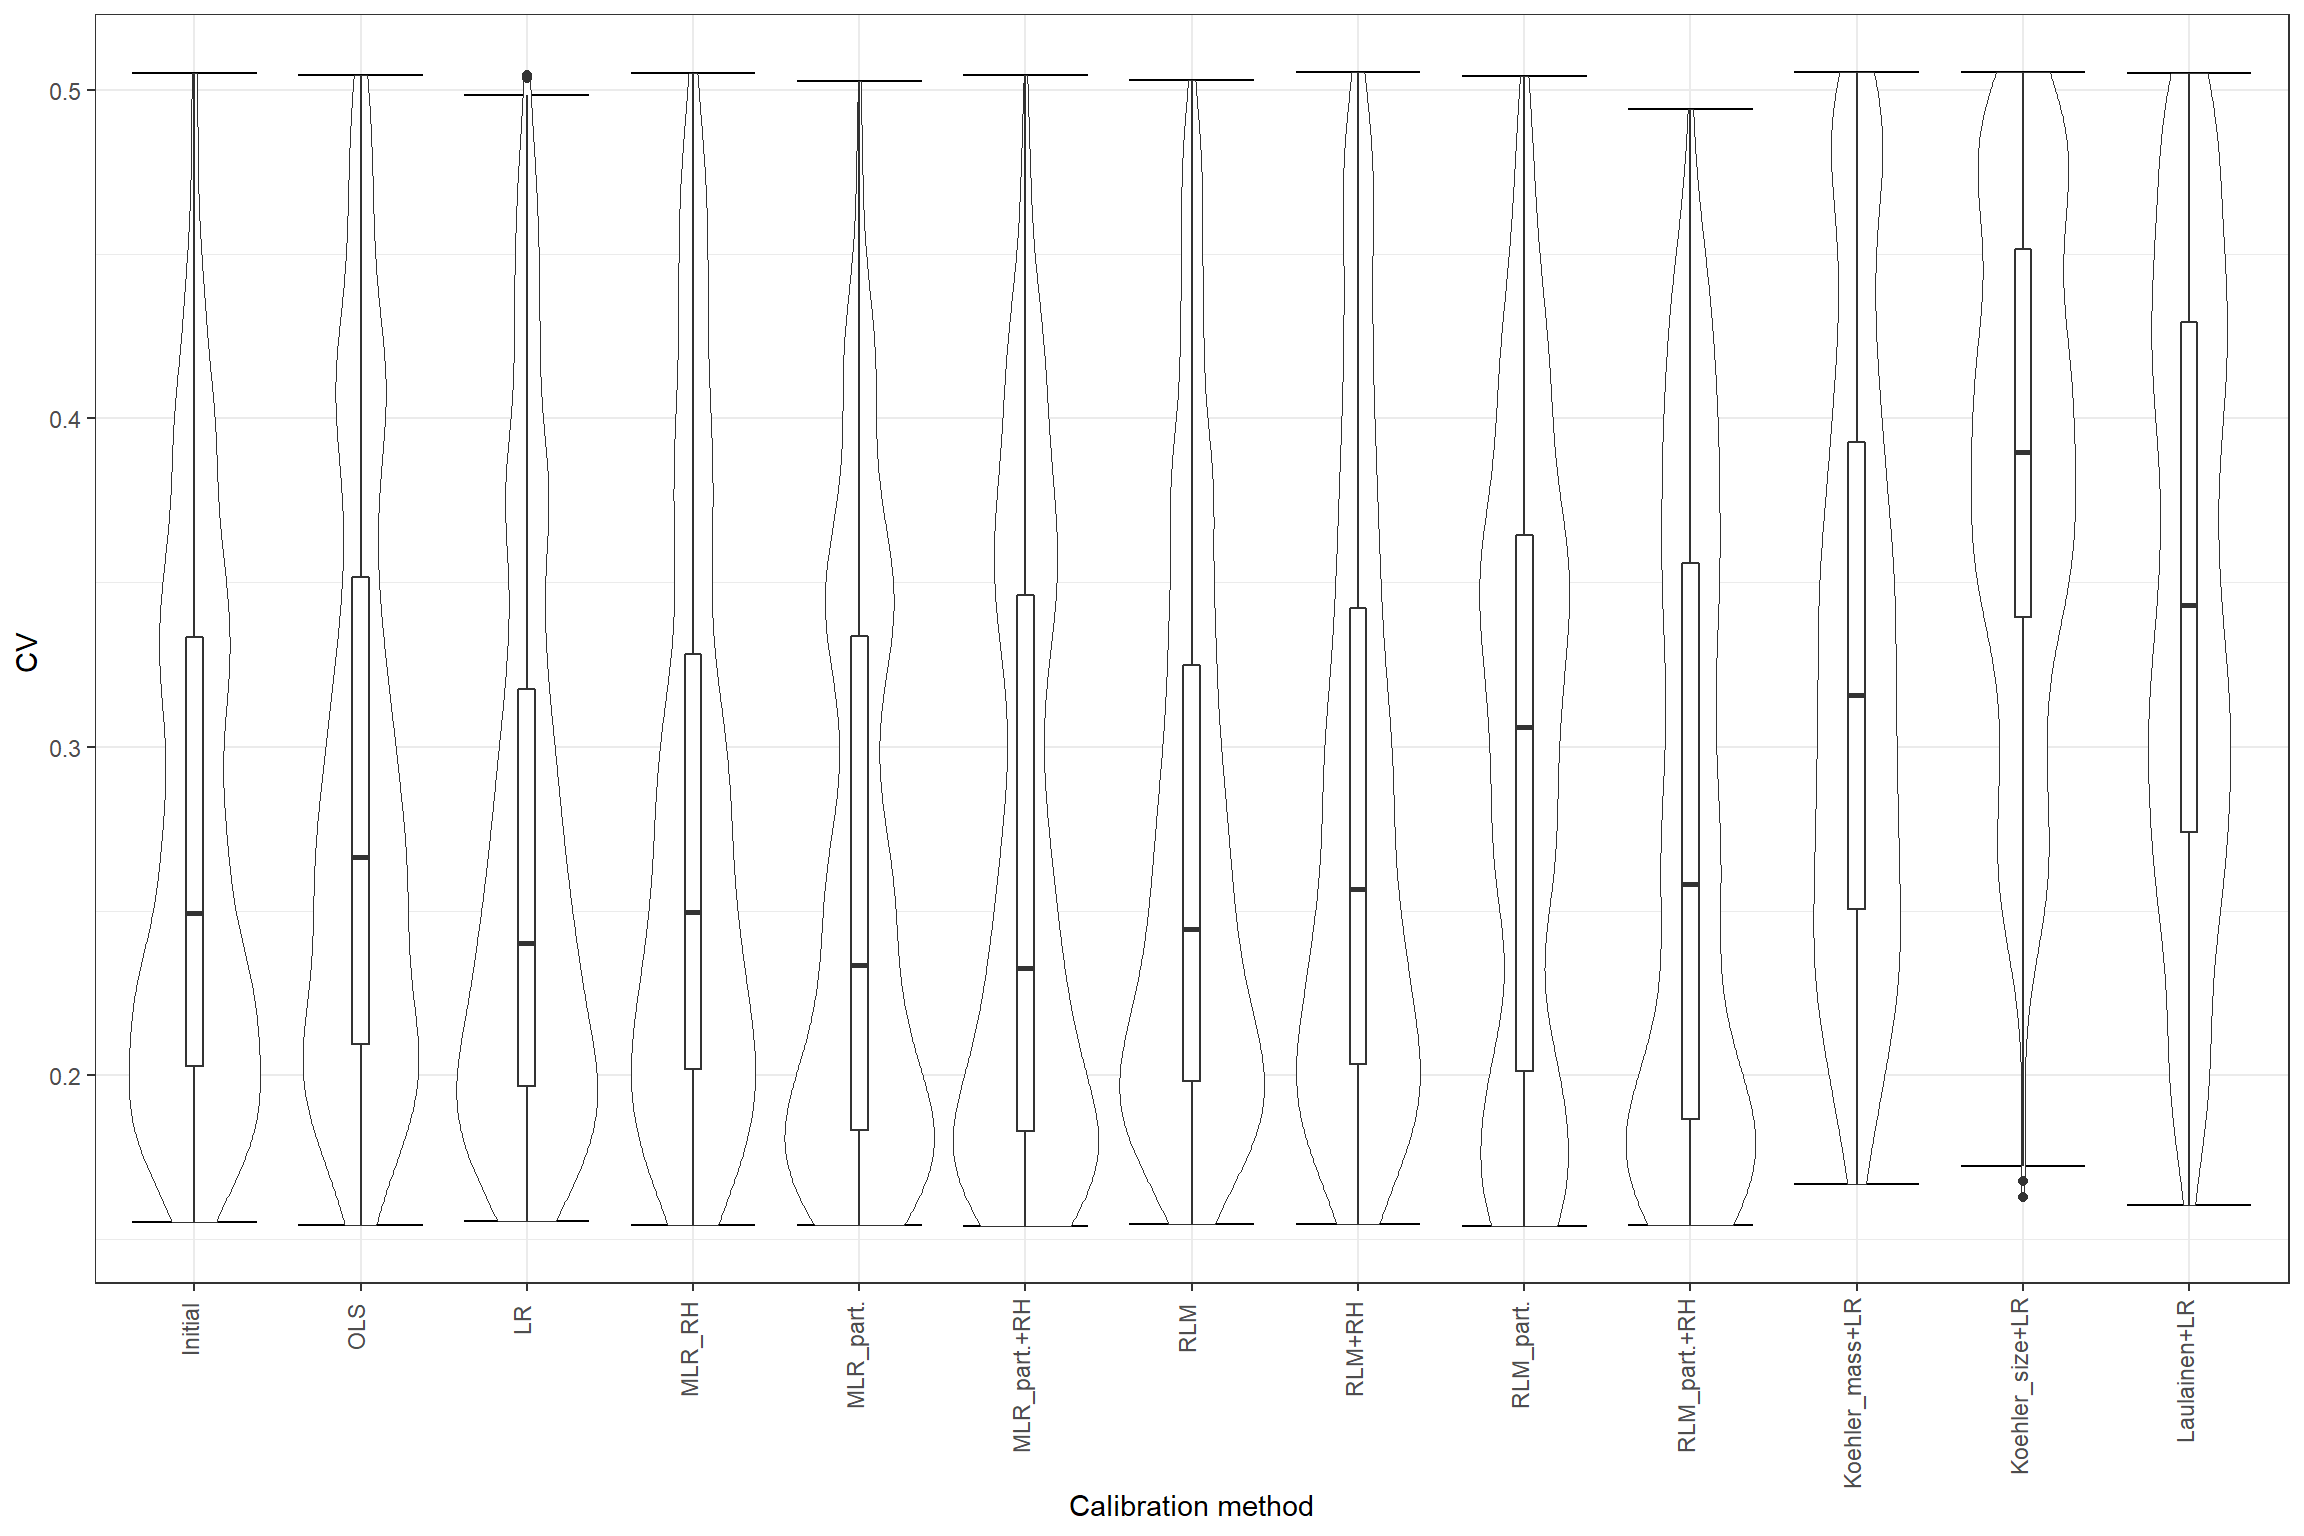 CV
0.5
0.4
0.3
0.2
Initial
OLS
LR
MLR_RH
MLR_part.
MLR_part.+RH
RLM
RLM+RH
RLM_part.
RLM_part.+RH
Koehler_mass+LR
Koehler_size+LR
Laulainen+LR
Calibration method